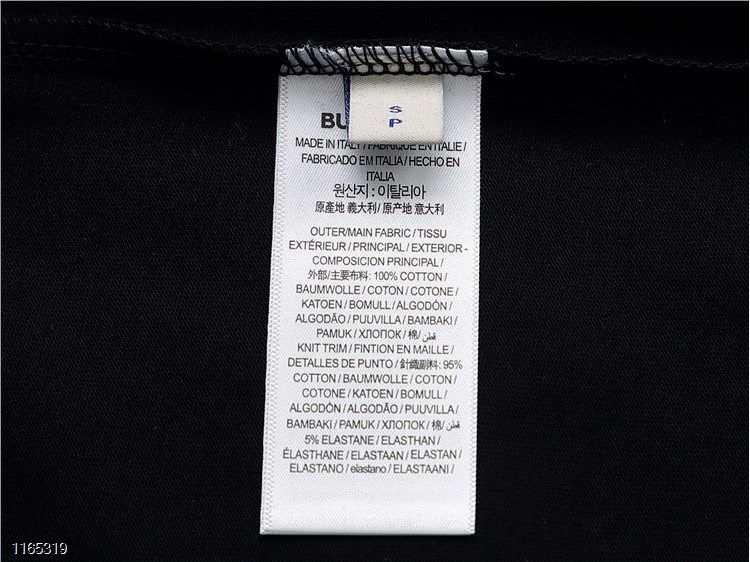 S
P
BU
MADE IN ITALY / FABRIQUE EN ITALIE /
FABRICADO EM ITALIA / HECHO EN
ITALIA
원산지 : 이탈리아
原產地 義大利/ 原产地 意大利
OUTER/MAIN FABRIC / TISSU
EXTÉRIEUR / PRINCIPAL / EXTERIOR -
COMPOSICION PRINCIPAL /
外部/主要布料: 100% COTTON /
BAUMWOLLE / COTON / COTONE /
KATOEN / BOMULL / ALGODÓN /
ALGODÃO / PUUVILLA / BAMBAKI /
PAMUK / ХЛОПОК / 棉/ قطن /
KNIT TRIM / FINTION EN MAILLE /
DETALLES DE PUNTO / 針織副料: 95%
COTTON / BAUMWOLLE / COTON /
COTONE / KATOEN / BOMULL /
ALGODÓN / ALGODÃO / PUUVILLA /
BAMBAKI / PAMUK / ХЛОПОК / 棉/ قطن /
5% ELASTANE / ELASTHAN /
ÉLASTHANE / ELASTAAN / ELASTAN /
ELASTANO / elastano / ELASTAANI /
1165319